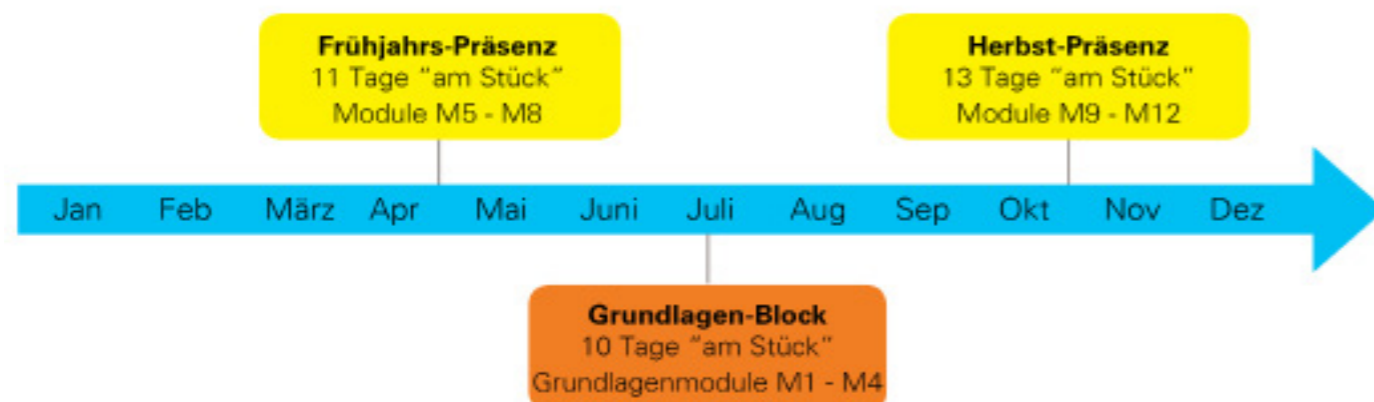 Frühjahrs-Präsenz
11 Tage “am Stück”
Module M5 - M8
Herbst-Präsenz
13 Tage “am Stück”
Module M9 - M12
Jan Feb März Apr Mai Juni Juli Aug Sep Okt Nov Dez
Grundlagen-Block
10 Tage “am Stück”
Grundlagenmodule M1 - M4